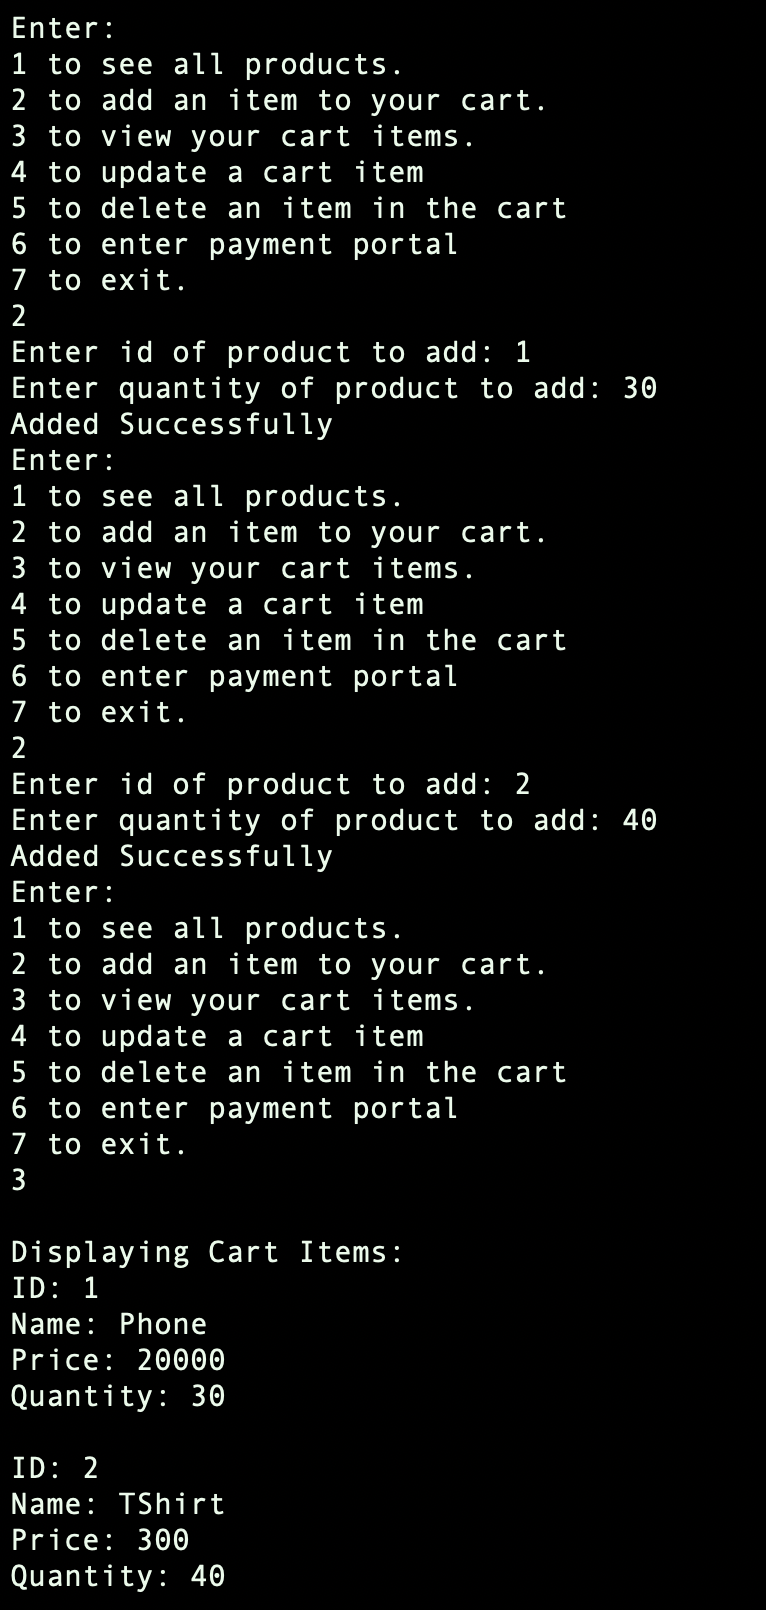 Enter:
1 to see all products.
2 to add an item to your cart.
3 to view your cart items.
4 to update a cart item
5 to delete an item in the cart
6 to enter payment portal
7 to exit.
2
Enter id of product to add: 1
Enter quantity of product to add: 30
Added Successfully
Enter:
1 to see all products.
2 to add an item to your cart.
3 to view your cart items.
4 to update a cart item
5 to delete an item in the cart
6 to enter payment portal
7 to exit.
2
Enter id of product to add: 2
Enter quantity of product to add: 40
Added Successfully
Enter:
1 to see all products.
2 to add an item to your cart.
3 to view your cart items.
4 to update a cart item
5 to delete an item in the cart
6 to enter payment portal
7 to exit.
3

Displaying Cart Items:
ID: 1
Name: Phone
Price: 20000
Quantity: 30

ID: 2
Name: TShirt
Price: 300
Quantity: 40